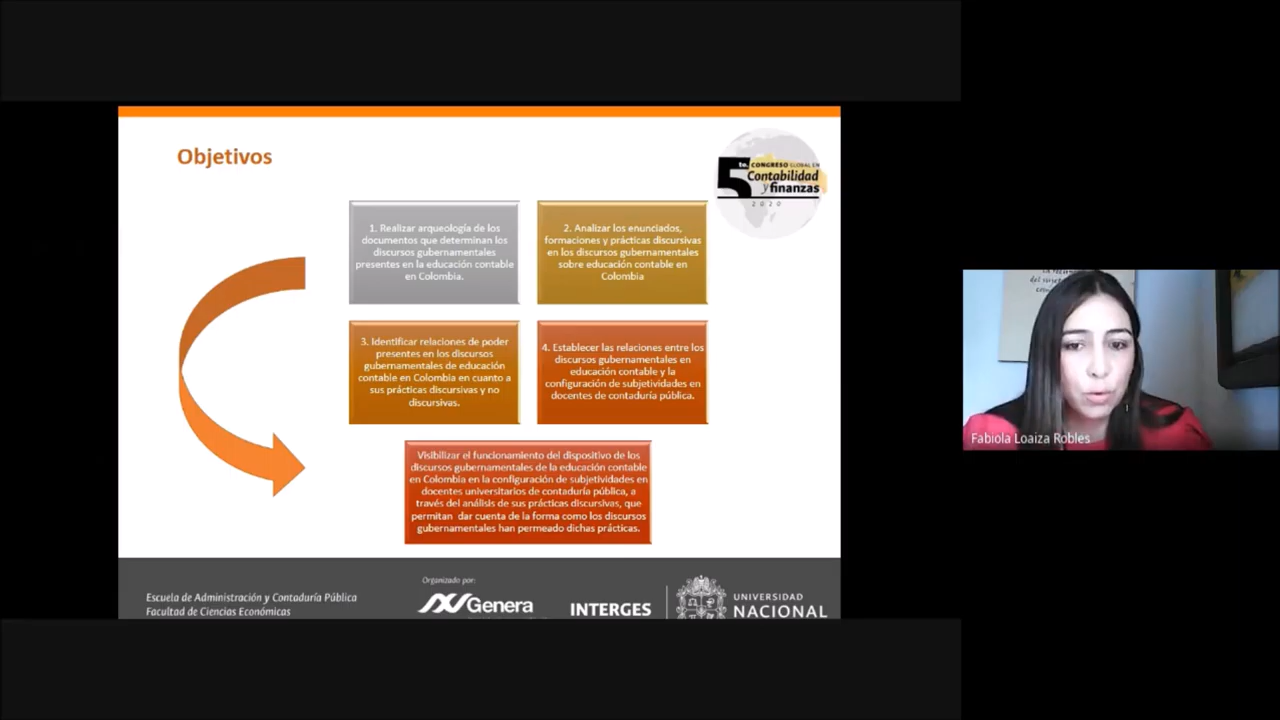 Objetivos
5to. CONGRESO GLOBAL EN
Contabilidad
y finanzas
2020
1. Realizar arqueología de los
documentos que determinan los
discursos gubernamentales
presentes en la educación contable
en Colombia.
2. Analizar los enunciados,
formaciones y prácticas discursivas
en los discursos gubernamentales
sobre educación contable en
Colombia
3. Identificar relaciones de poder
presentes en los discursos
gubernamentales de educación
contable en Colombia en cuanto a
sus prácticas discursivas y no
discursivas.
4. Establecer las relaciones entre los
discursos gubernamentales en
educación contable y la
configuración de subjetividades en
docentes de contaduría pública.
Visibilizar el funcionamiento del dispositivo de los
discursos gubernamentales de la educación contable
en Colombia en la configuración de subjetividades en
docentes universitarios de contaduría pública, a
través del análisis de sus prácticas discursivas, que
permitan dar cuenta de la forma como los discursos
gubernamentales han permeado dichas prácticas.
Escuela de Administración y Contaduría Pública
Facultad de Ciencias Económicas
Organizado por:
Genera
INTERGES
UNIVERSIDAD
NACIONAL
del sujeto
Fabiola Loaiza Robles